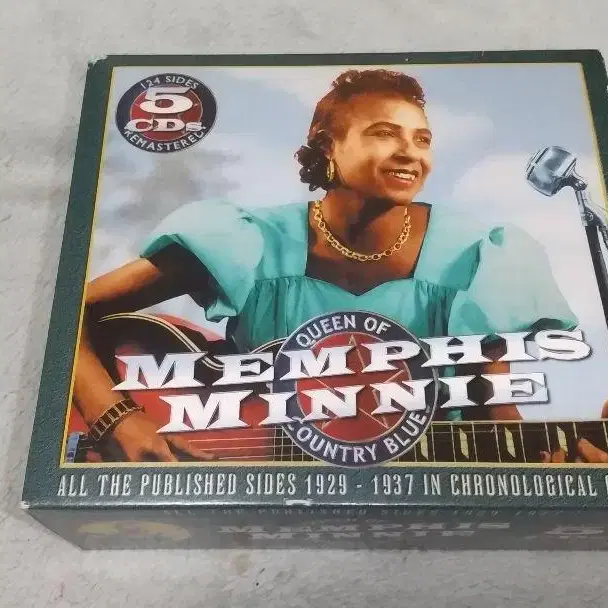 124 SIDES
5
CDs
REMASTERED
QUEEN OF
MEMPHIS
MINNIE
COUNTRY BLUES
ALL THE PUBLISHED SIDES 1929 - 1937 IN CHRONOLOGICAL
MEMPHIS
MINNIE